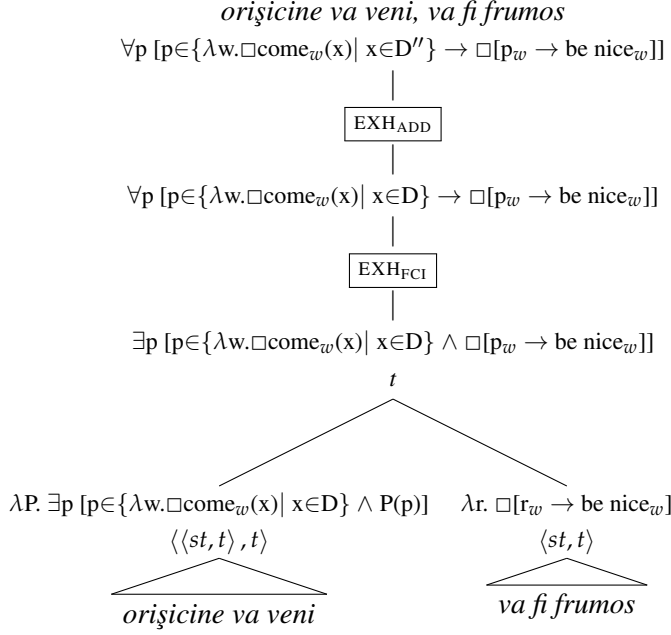 orişicine va veni, va fi frumos
∀p [p∈{λw.□come_w(x)| x∈D″} → □[p_w → be nice_w]]
EXH_ADD
∀p [p∈{λw.□come_w(x)| x∈D} → □[p_w → be nice_w]]
EXH_FCI
∃p [p∈{λw.□come_w(x)| x∈D} ∧ □[p_w → be nice_w]]
t
λP. ∃p [p∈{λw.□come_w(x)| x∈D} ∧ P(p)] λr. □[r_w → be nice_w]
⟨⟨st, t⟩, t⟩ ⟨st, t⟩
orişicine va veni va fi frumos